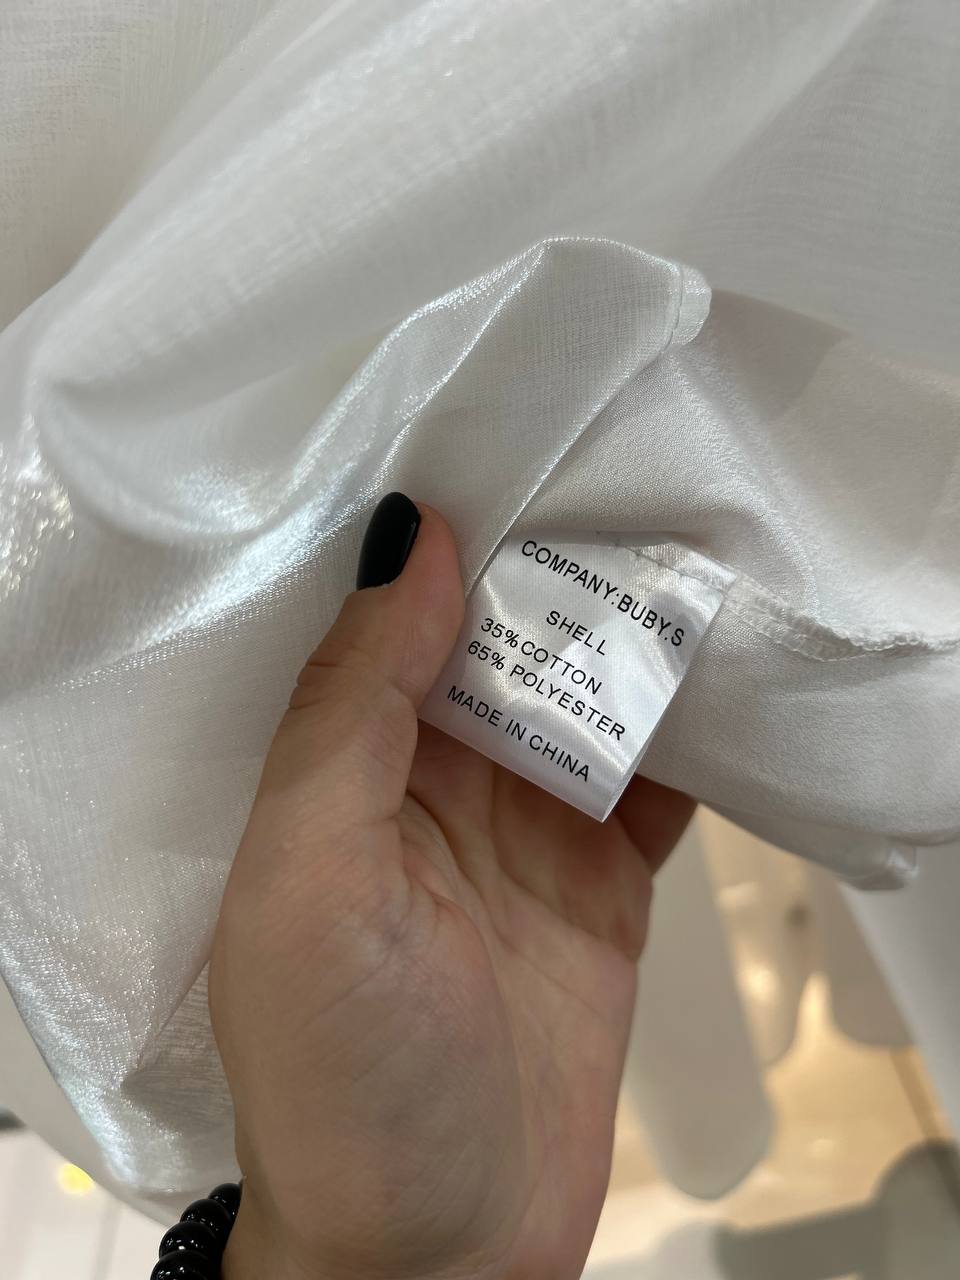 COMPANY:BUBY.S
SHELL
35%COTTON
65% POLYESTER
MADE IN CHINA